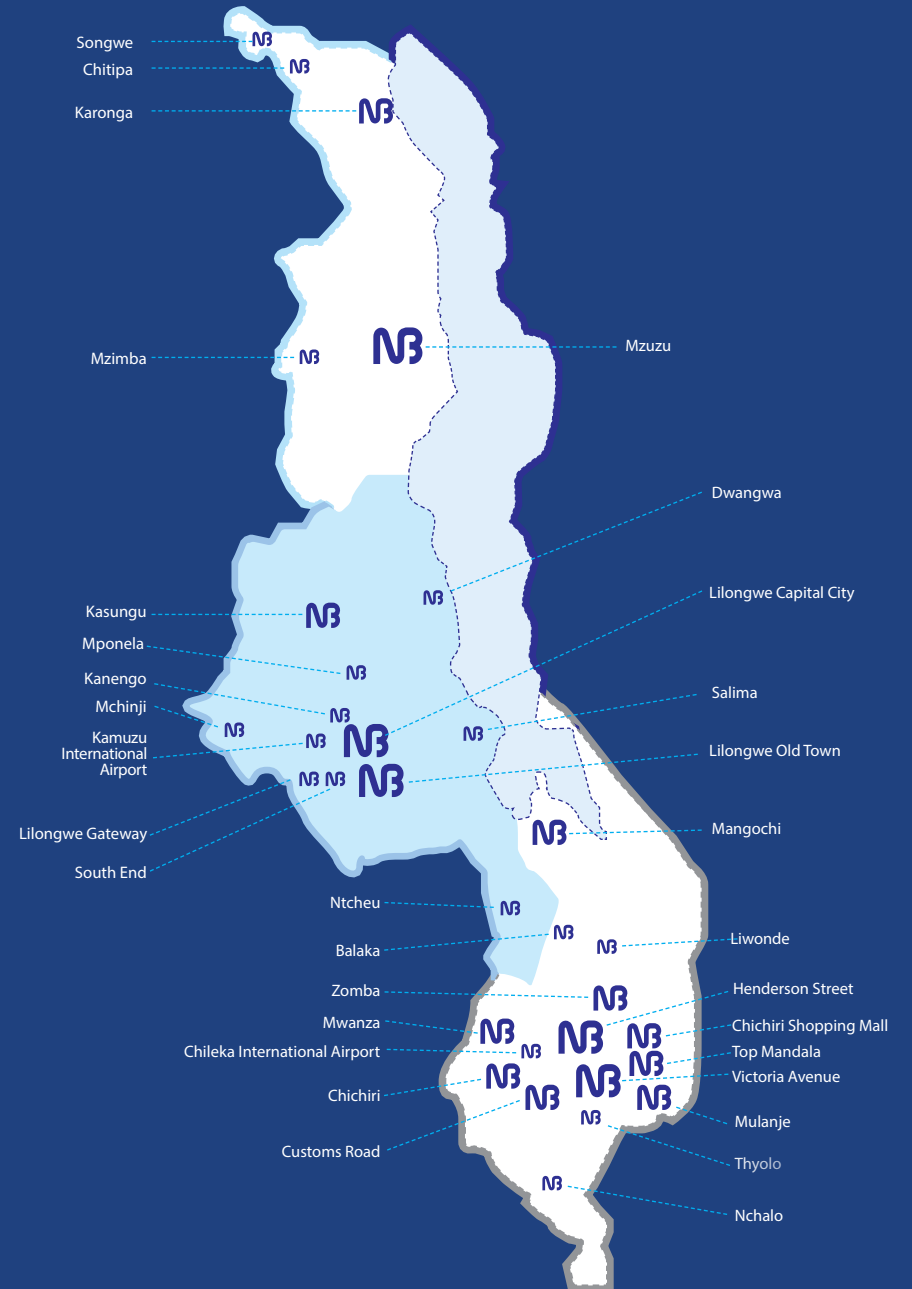 Songwe
Chitipa
Karonga
Mzimba
Mzuzu
Dwangwa
Lilongwe Capital City
Kasungu
Mponela
Kanengo
Mchinji
Kamuzu
International
Airport
Salima
Lilongwe Old Town
Lilongwe Gateway
South End
Mangochi
Ntcheu
Balaka
Liwonde
Zomba
Henderson Street
Mwanza
Chichiri Shopping Mall
Chileka International Airport
Top Mandala
Victoria Avenue
Chichiri
Mulanje
Customs Road
Thyolo
Nchalo